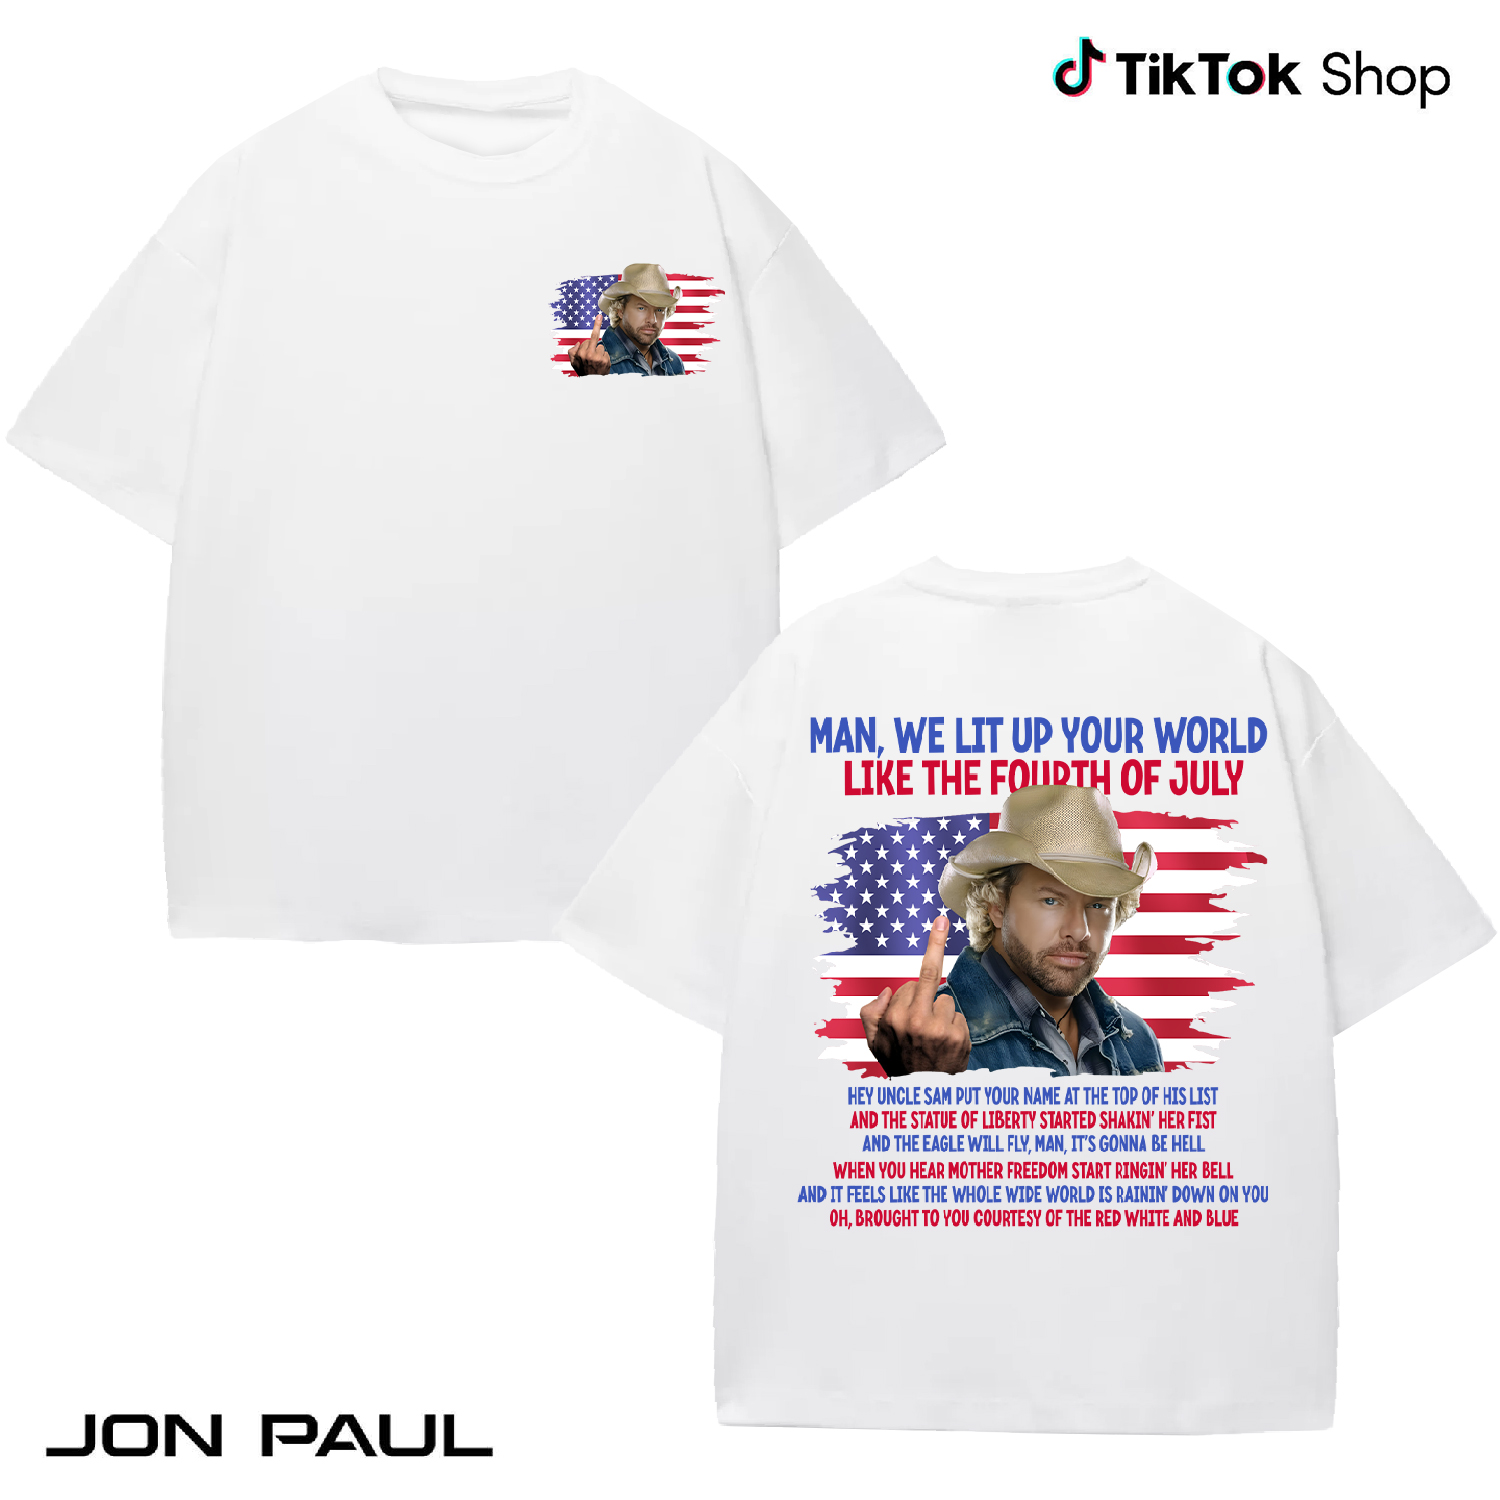 TikTok Shop
MAN, WE LIT UP YOUR WORLD
LIKE THE FOURTH OF JULY
HEY UNCLE SAM PUT YOUR NAME AT THE TOP OF HIS LIST
AND THE STATUE OF LIBERTY STARTED SHAKIN' HER FIST
AND THE EAGLE WILL FLY, MAN, IT'S GONNA BE HELL
WHEN YOU HEAR MOTHER FREEDOM START RINGIN' HER BELL
AND IT FEELS LIKE THE WHOLE WIDE WORLD IS RAININ' DOWN ON YOU
OH, BROUGHT TO YOU COURTESY OF THE RED WHITE AND BLUE
JON PAUL